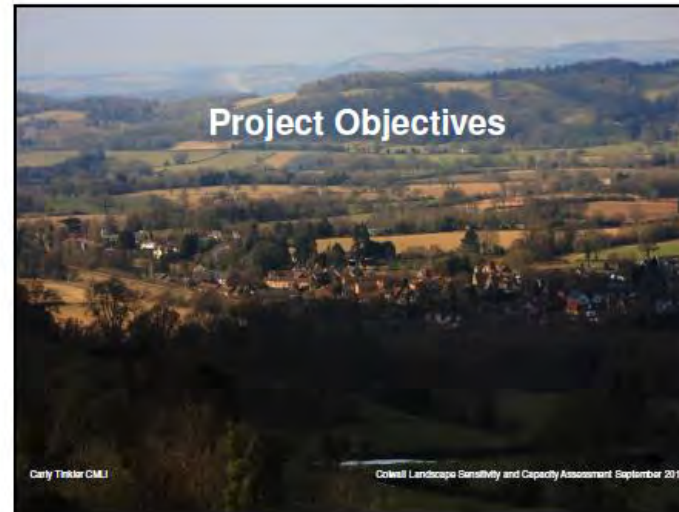 Project Objectives
Carly Tinkler CMLI
Colwall Landscape Sensitivity and Capacity Assessment September 201